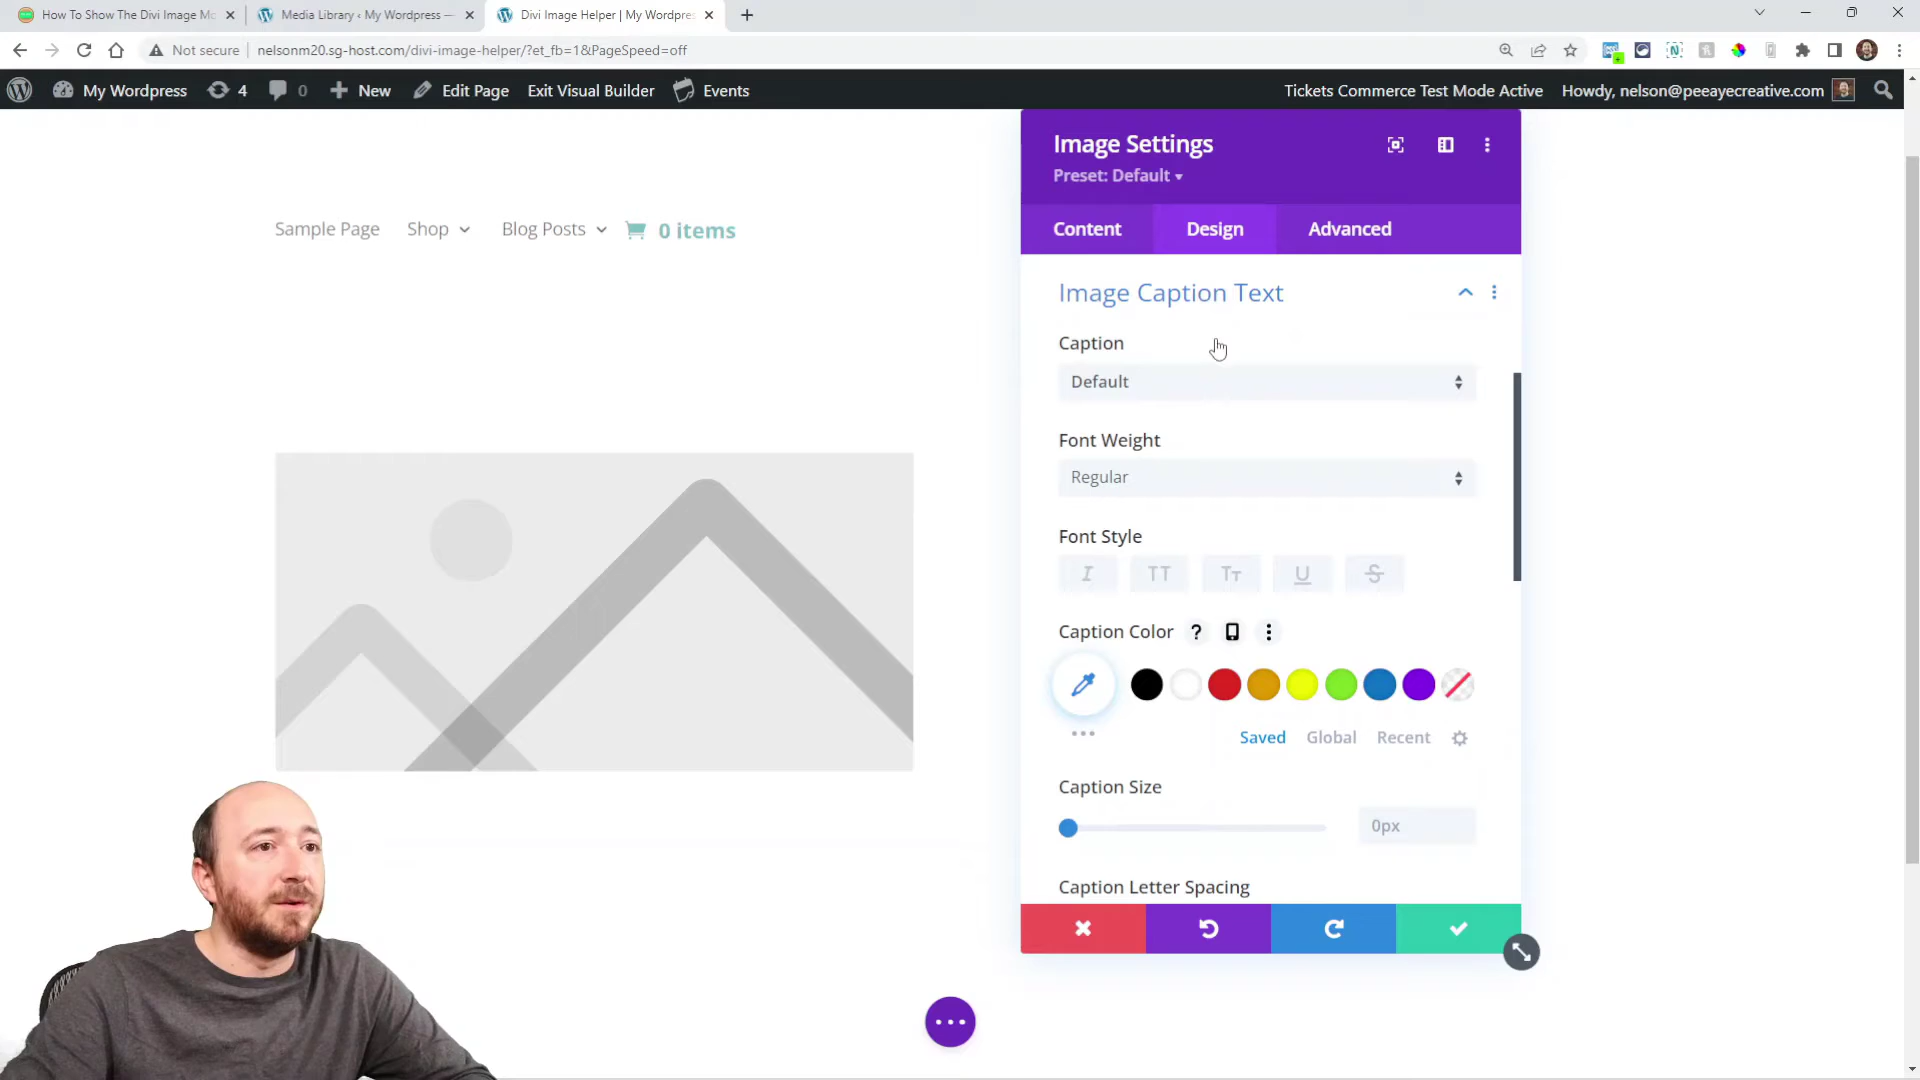 How To Show The Divi Image Mo
Media Library ‹ My Wordpress —
Divi Image Helper | My Wordpres
Not secure
nelsonm20.sg-host.com/divi-image-helper/?et_fb=1&PageSpeed=off
My Wordpress
4
0
New
Edit Page
Exit Visual Builder
Events
Tickets Commerce Test Mode Active
Howdy, nelson@peeayecreative.com
Image Settings
Preset: Default
Content
Design
Advanced
Sample Page
Shop
Blog Posts
0 items
Image Caption Text
Caption
Default
Font Weight
Regular
Font Style
I
TT
Tт
U
S
Caption Color
?
Saved
Global
Recent
Caption Size
0px
Caption Letter Spacing